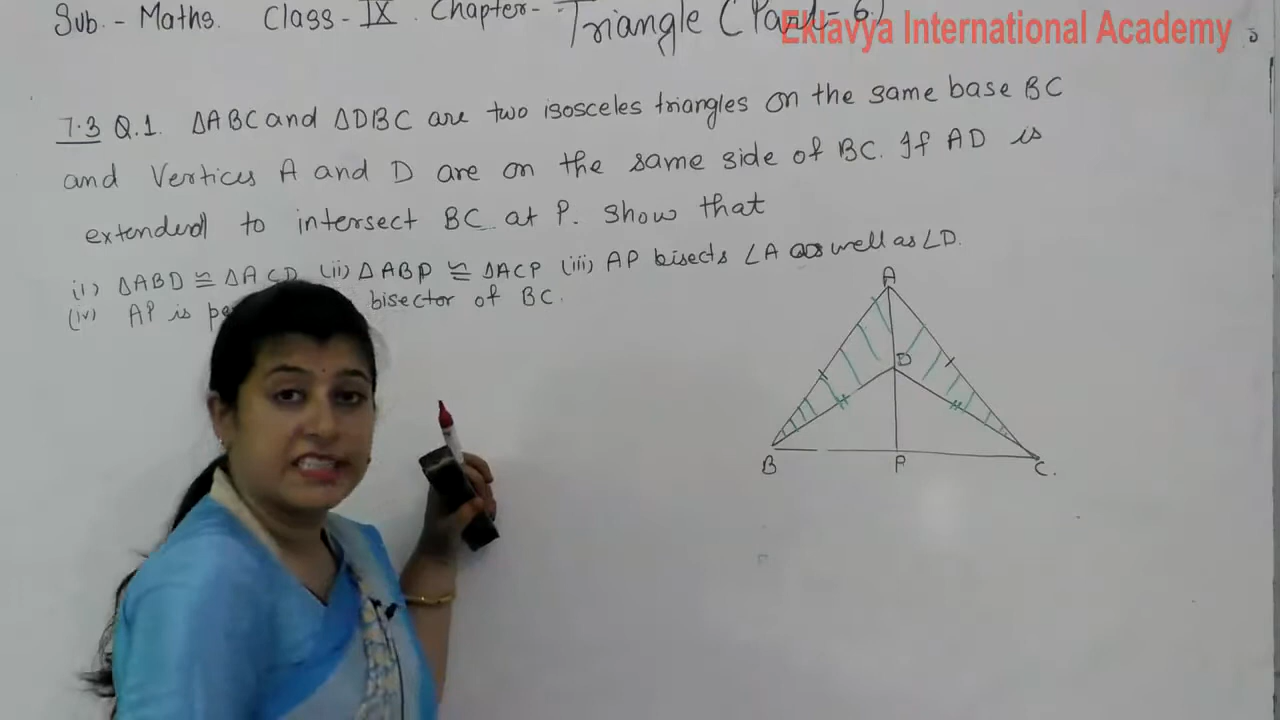 Sub. - Maths. Class - IX. Chapter - Triangle (Part - 6)
Eklavya International Academy
7.3 Q.1. ΔABC and ΔDBC are two isosceles triangles on the same base BC
and Vertices A and D are on the same side of BC. If AD is
extended to intersect BC at P. Show that
(i) ΔABD ≅ ΔACD (ii) ΔABP ≅ ΔACP (iii) AP bisects ∠A as well as ∠D.
(iv) AP is bisector of BC.
A
D
B P C.